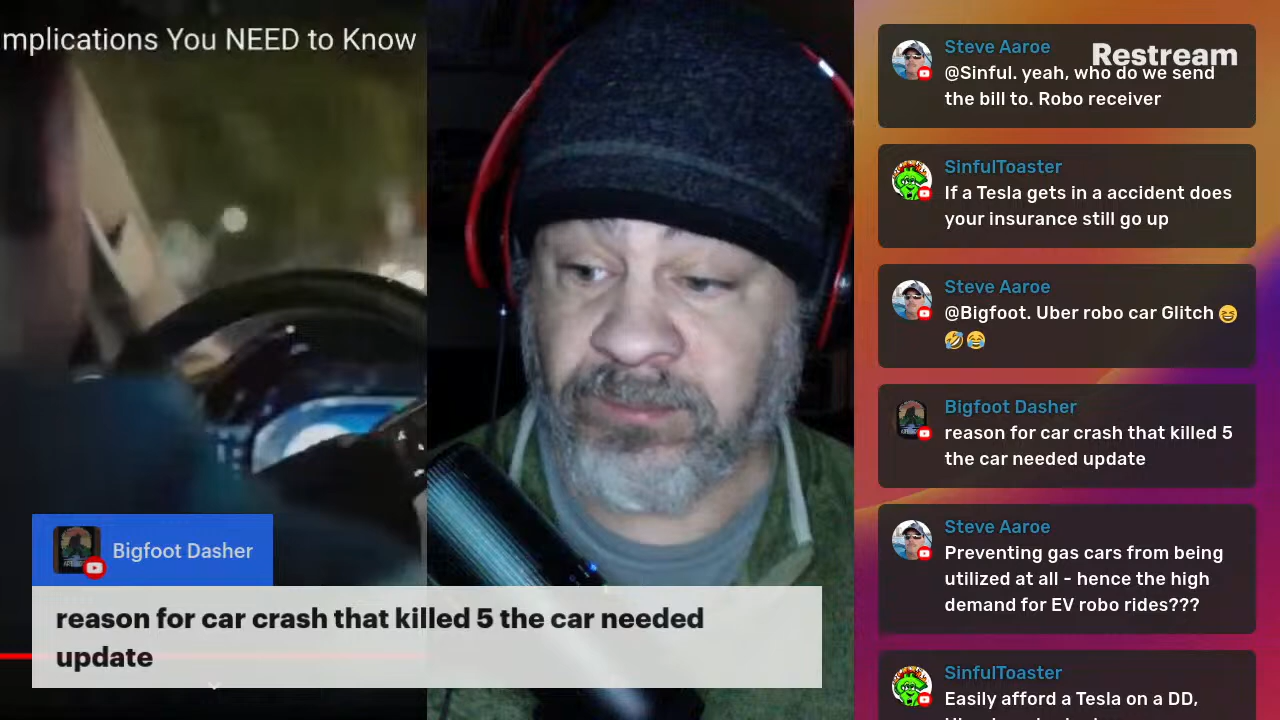 mplications You NEED to Know
Bigfoot Dasher
reason for car crash that killed 5 the car needed
update
Restream
Steve Aaroe
@Sinful. yeah, who do we send
the bill to. Robo receiver
SinfulToaster
If a Tesla gets in a accident does
your insurance still go up
Steve Aaroe
@Bigfoot. Uber robo car Glitch 😆
🤣😂
Bigfoot Dasher
reason for car crash that killed 5
the car needed update
Steve Aaroe
Preventing gas cars from being
utilized at all - hence the high
demand for EV robo rides???
SinfulToaster
Easily afford a Tesla on a DD,